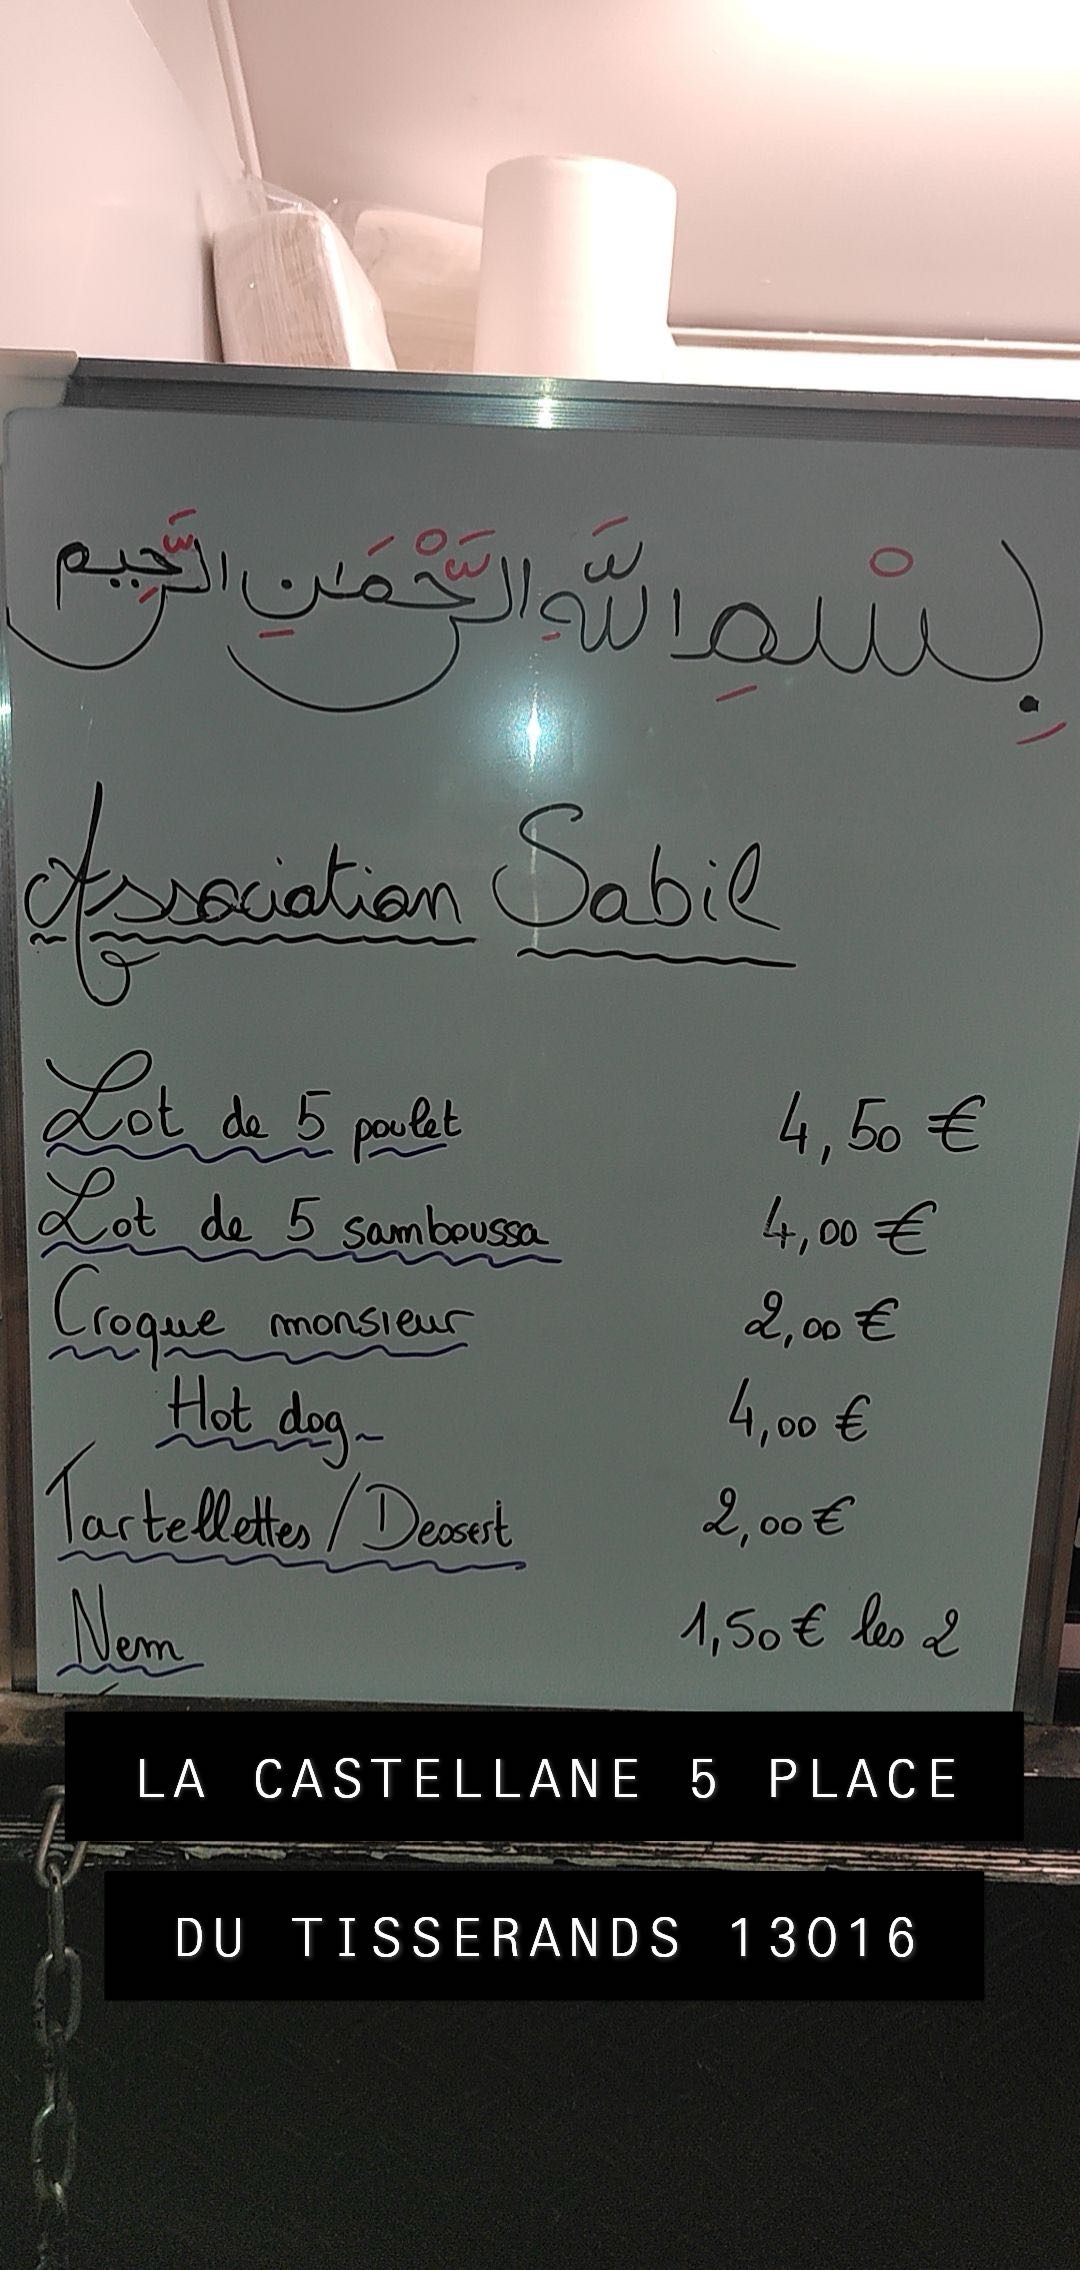 بِسْمِ اللَّهِ الرَّحْمَٰنِ الرَّحِيم
Association Sabil
Lot de 5 poulet 4,50 €
Lot de 5 samboussa 4,00 €
Croque monsieur 2,00 €
Hot dog 4,00 €
Tartellettes / Dessert 2,00 €
Nem 1,50 € les 2
LA CASTELLANE 5 PLACE
DU TISSERANDS 13016